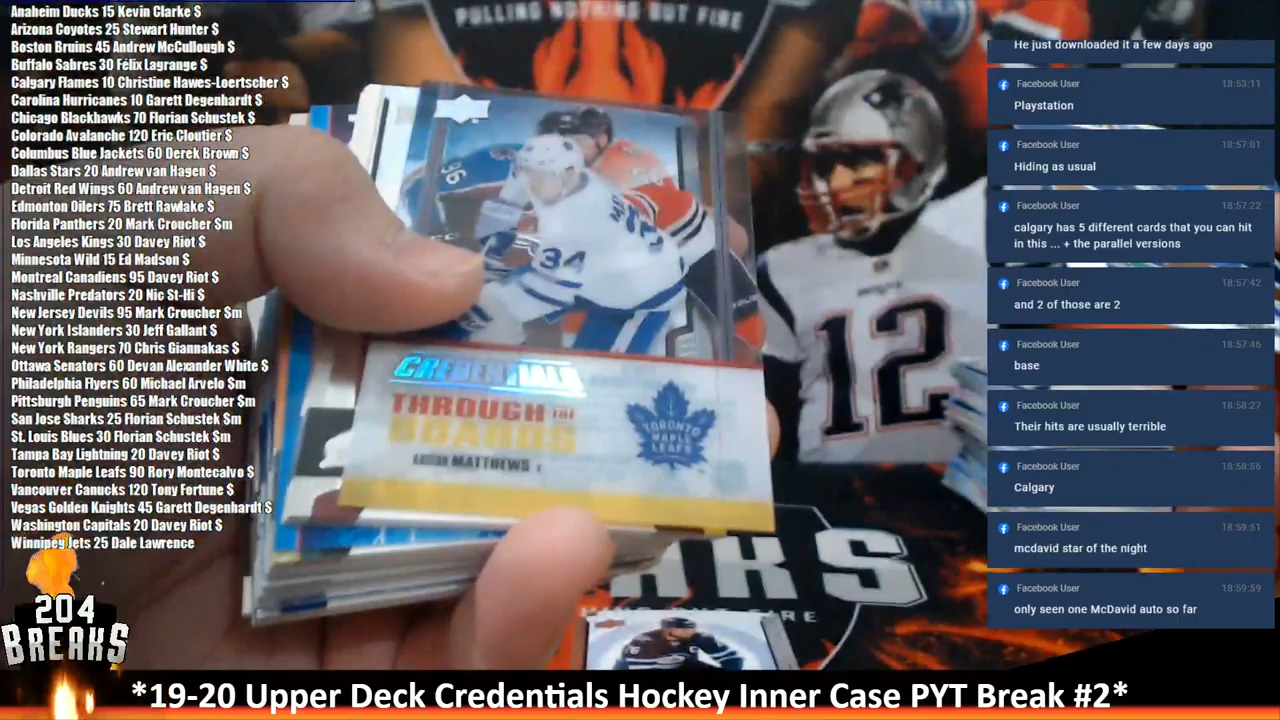 Anaheim Ducks 15 Kevin Clarke $
Arizona Coyotes 25 Stewart Hunter $
Boston Bruins 45 Andrew McCullough $
Buffalo Sabres 30 Félix Lagrange $
Calgary Flames 10 Christine Hawes-Loertscher $
Carolina Hurricanes 10 Garett Degenhardt $
Chicago Blackhawks 70 Florian Schustek $
Colorado Avalanche 120 Eric Cloutier $
Columbus Blue Jackets 60 Derek Brown $
Dallas Stars 20 Andrew van Hagen $
Detroit Red Wings 60 Andrew van Hagen $
Edmonton Oilers 75 Brett Rawlake $
Florida Panthers 20 Mark Croucher $m
Los Angeles Kings 30 Davey Riot $
Minnesota Wild 15 Ed Madson $
Montreal Canadiens 95 Davey Riot $
Nashville Predators 20 Nic St-Hi $
New Jersey Devils 95 Mark Croucher $m
New York Islanders 30 Jeff Gallant $
New York Rangers 70 Chris Giannakas $
Ottawa Senators 60 Devan Alexander White $
Philadelphia Flyers 60 Michael Arvelo $m
Pittsburgh Penguins 65 Mark Croucher $m
San Jose Sharks 25 Florian Schustek $m
St. Louis Blues 30 Florian Schustek $m
Tampa Bay Lightning 20 Davey Riot $
Toronto Maple Leafs 90 Rory Montecalvo $
Vancouver Canucks 120 Tony Fortune $
Vegas Golden Knights 45 Garett Degenhardt $
Washington Capitals 20 Davey Riot $
Winnipeg Jets 25 Dale Lawrence
204
BREAKS
PULLING NOTHING BUT FIRE
36
34
CREDENTIALS
THROUGH THE
BOARDS
MATTHEWS
TORONTO
MAPLE
LEAFS
12
BREAKS
FIRE
He just downloaded it a few days ago
Facebook User 18:53:11
Playstation
Facebook User 18:57:01
Hiding as usual
Facebook User 18:57:22
calgary has 5 different cards that you can hit
in this ... + the parallel versions
Facebook User 18:57:42
and 2 of those are 2
Facebook User 18:57:46
base
Facebook User 18:58:27
Their hits are usually terrible
Facebook User 18:58:56
Calgary
Facebook User 18:59:51
mcdavid star of the night
Facebook User 18:59:59
only seen one McDavid auto so far
*19-20 Upper Deck Credentials Hockey Inner Case PYT Break #2*